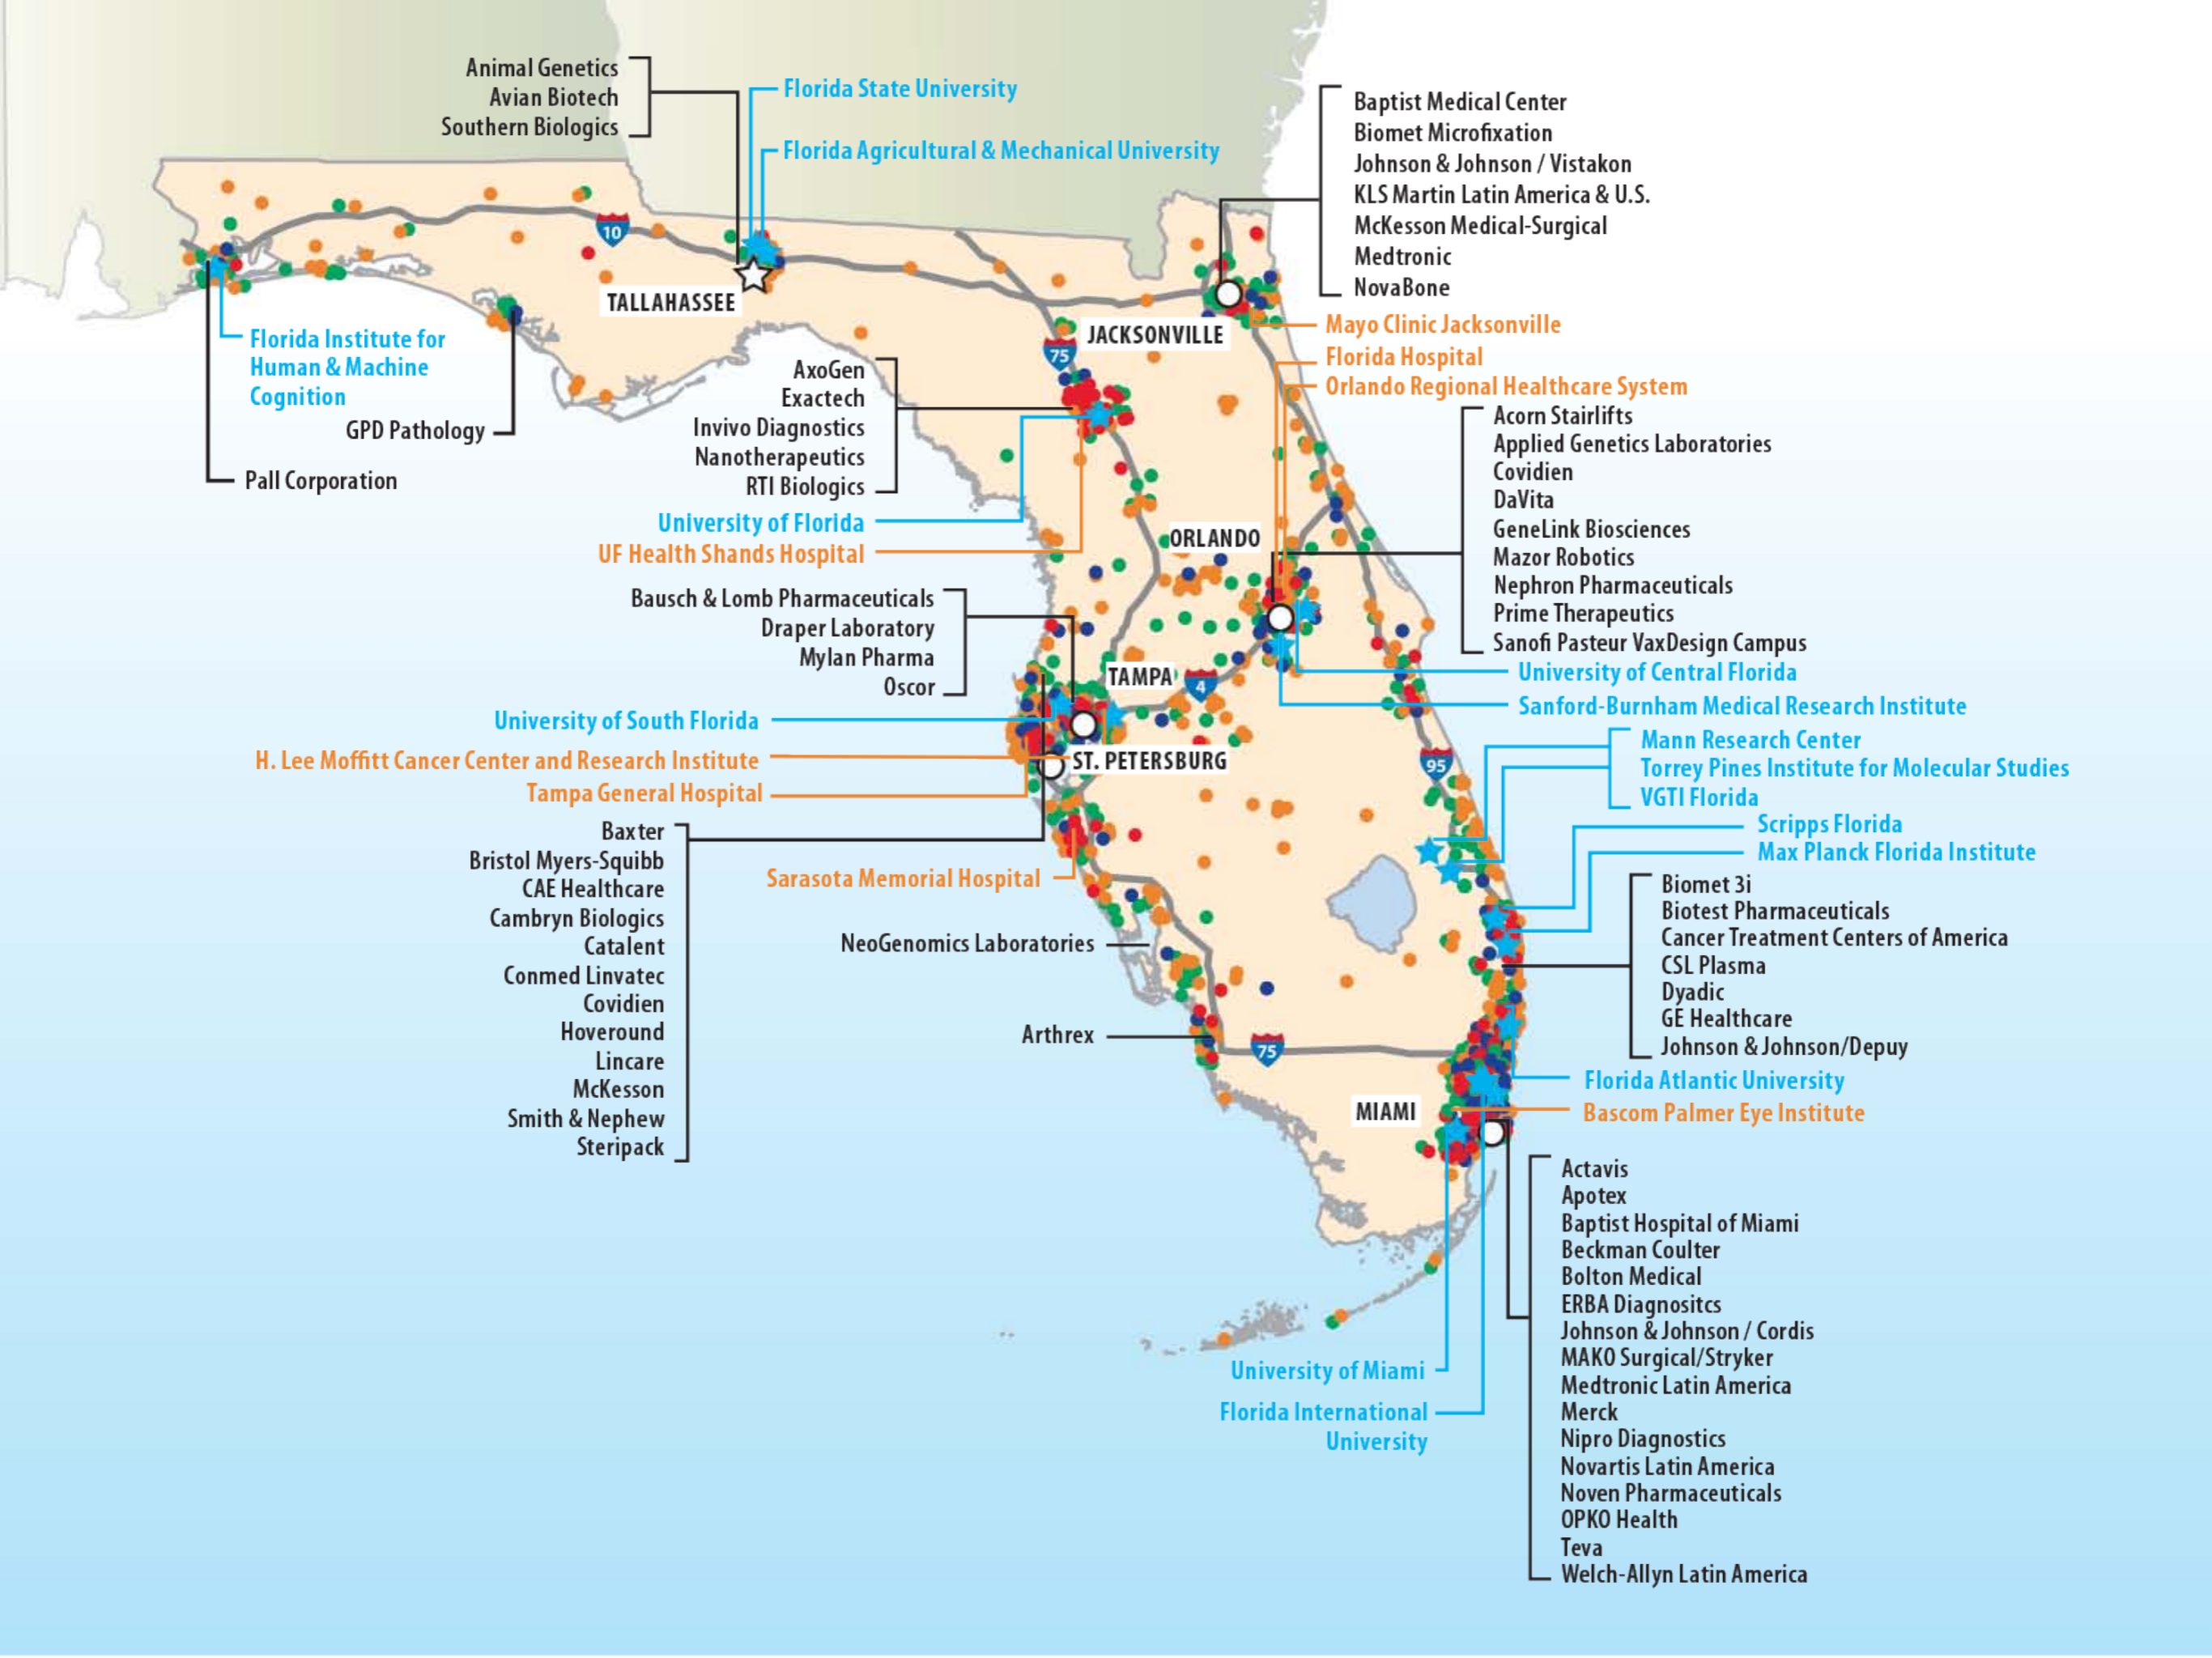 Animal Genetics
Avian Biotech
Southern Biologics
Florida State University
Florida Agricultural & Mechanical University
Baptist Medical Center
Biomet Microfixation
Johnson & Johnson / Vistakon
KLS Martin Latin America & U.S.
McKesson Medical-Surgical
Medtronic
NovaBone
10
TALLAHASSEE
JACKSONVILLE
75
Mayo Clinic Jacksonville
Florida Hospital
Orlando Regional Healthcare System
Florida Institute for
Human & Machine
Cognition
GPD Pathology
Pall Corporation
AxoGen
Exactech
Invivo Diagnostics
Nanotherapeutics
RTI Biologics
University of Florida
UF Health Shands Hospital
ORLANDO
Acorn Stairlifts
Applied Genetics Laboratories
Covidien
DaVita
GeneLink Biosciences
Mazor Robotics
Nephron Pharmaceuticals
Prime Therapeutics
Sanofi Pasteur VaxDesign Campus
University of Central Florida
Sanford-Burnham Medical Research Institute
Bausch & Lomb Pharmaceuticals
Draper Laboratory
Mylan Pharma
Oscor
TAMPA
4
University of South Florida
H. Lee Moffitt Cancer Center and Research Institute
Tampa General Hospital
ST. PETERSBURG
95
Mann Research Center
Torrey Pines Institute for Molecular Studies
VGTI Florida
Scripps Florida
Max Planck Florida Institute
Baxter
Bristol Myers-Squibb
CAE Healthcare
Cambryn Biologics
Catalent
Conmed Linvatec
Covidien
Hoveround
Lincare
McKesson
Smith & Nephew
Steripack
Sarasota Memorial Hospital
NeoGenomics Laboratories
Arthrex
75
Biomet 3i
Biotest Pharmaceuticals
Cancer Treatment Centers of America
CSL Plasma
Dyadic
GE Healthcare
Johnson & Johnson/Depuy
Florida Atlantic University
Bascom Palmer Eye Institute
MIAMI
Actavis
Apotex
Baptist Hospital of Miami
Beckman Coulter
Bolton Medical
ERBA Diagnositcs
Johnson & Johnson / Cordis
MAKO Surgical/Stryker
Medtronic Latin America
Merck
Nipro Diagnostics
Novartis Latin America
Noven Pharmaceuticals
OPKO Health
Teva
Welch-Allyn Latin America
University of Miami
Florida International
University